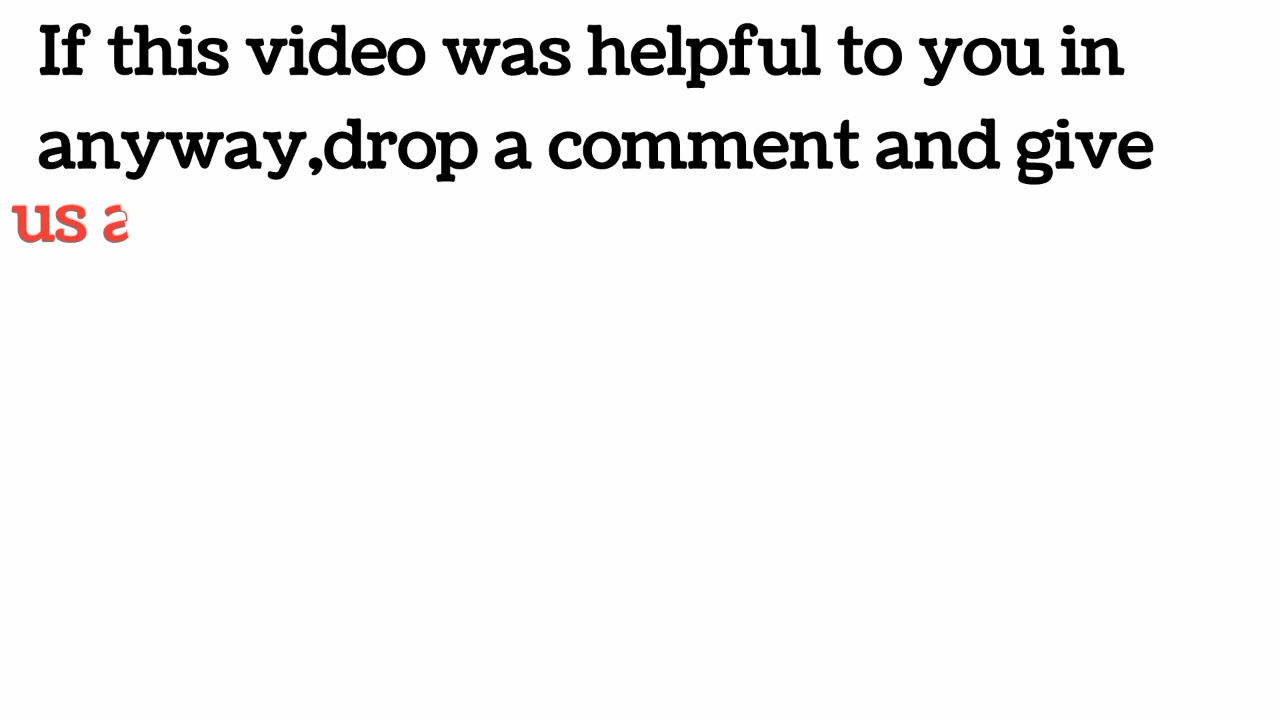 If this video was helpful to you in
anyway,drop a comment and give
us a